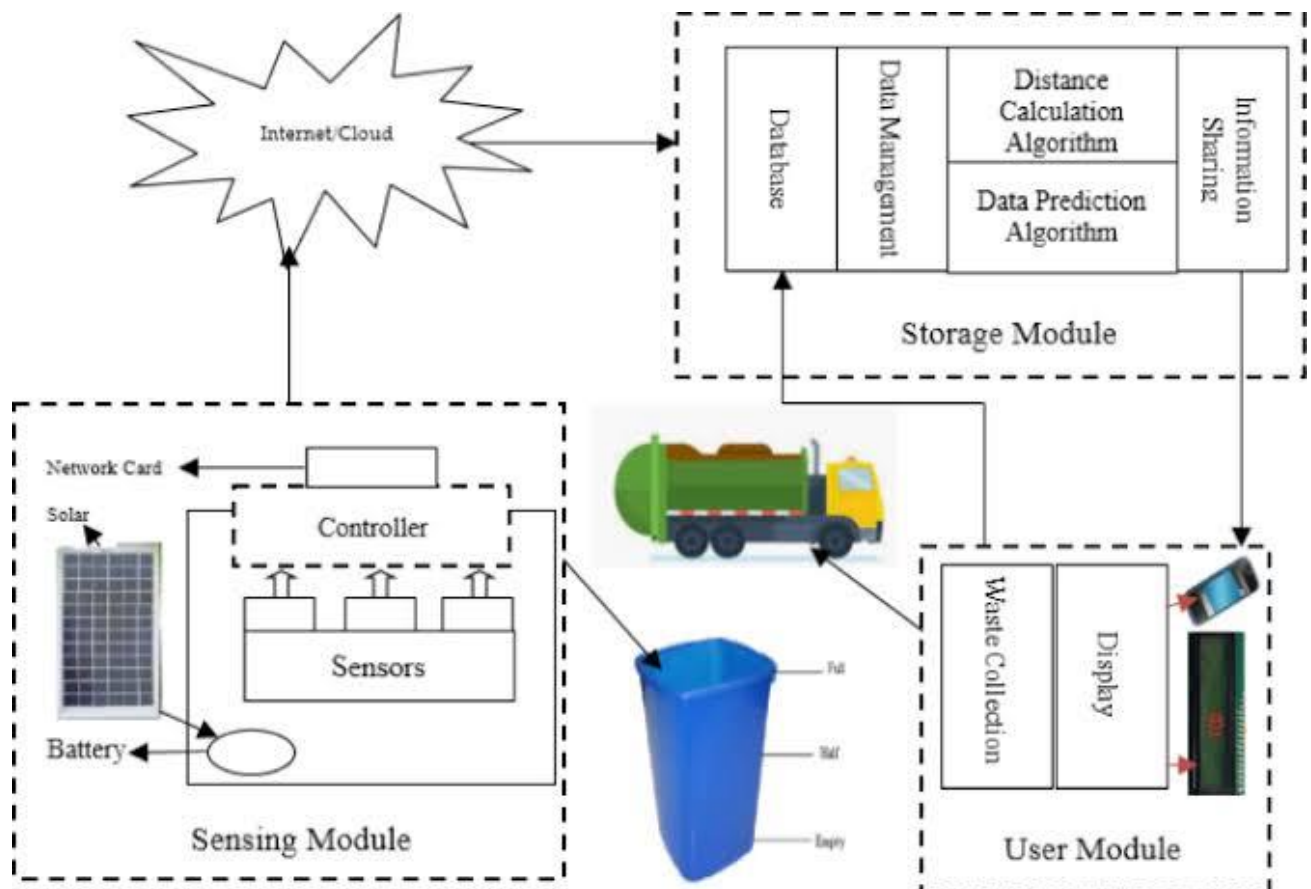 Internet/Cloud
Database
Data Management
Distance
Calculation
Algorithm
Data Prediction
Algorithm
Information
Sharing
Storage Module
Network Card
Solar
Controller
Sensors
Battery
Sensing Module
Full
Half
Empty
Waste Collection
Display
User Module